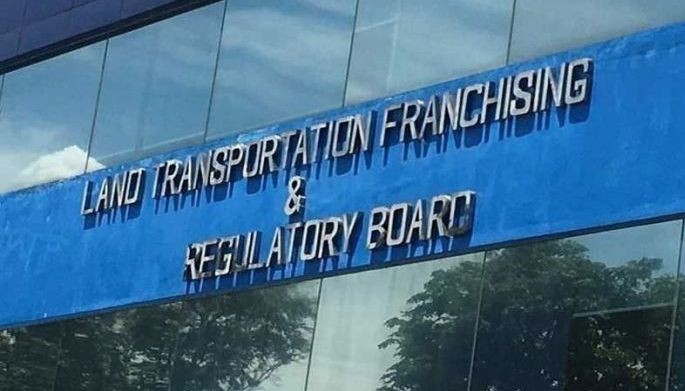 LAND TRANSPORTATION FRANCHISING
&
REGULATORY BOARD